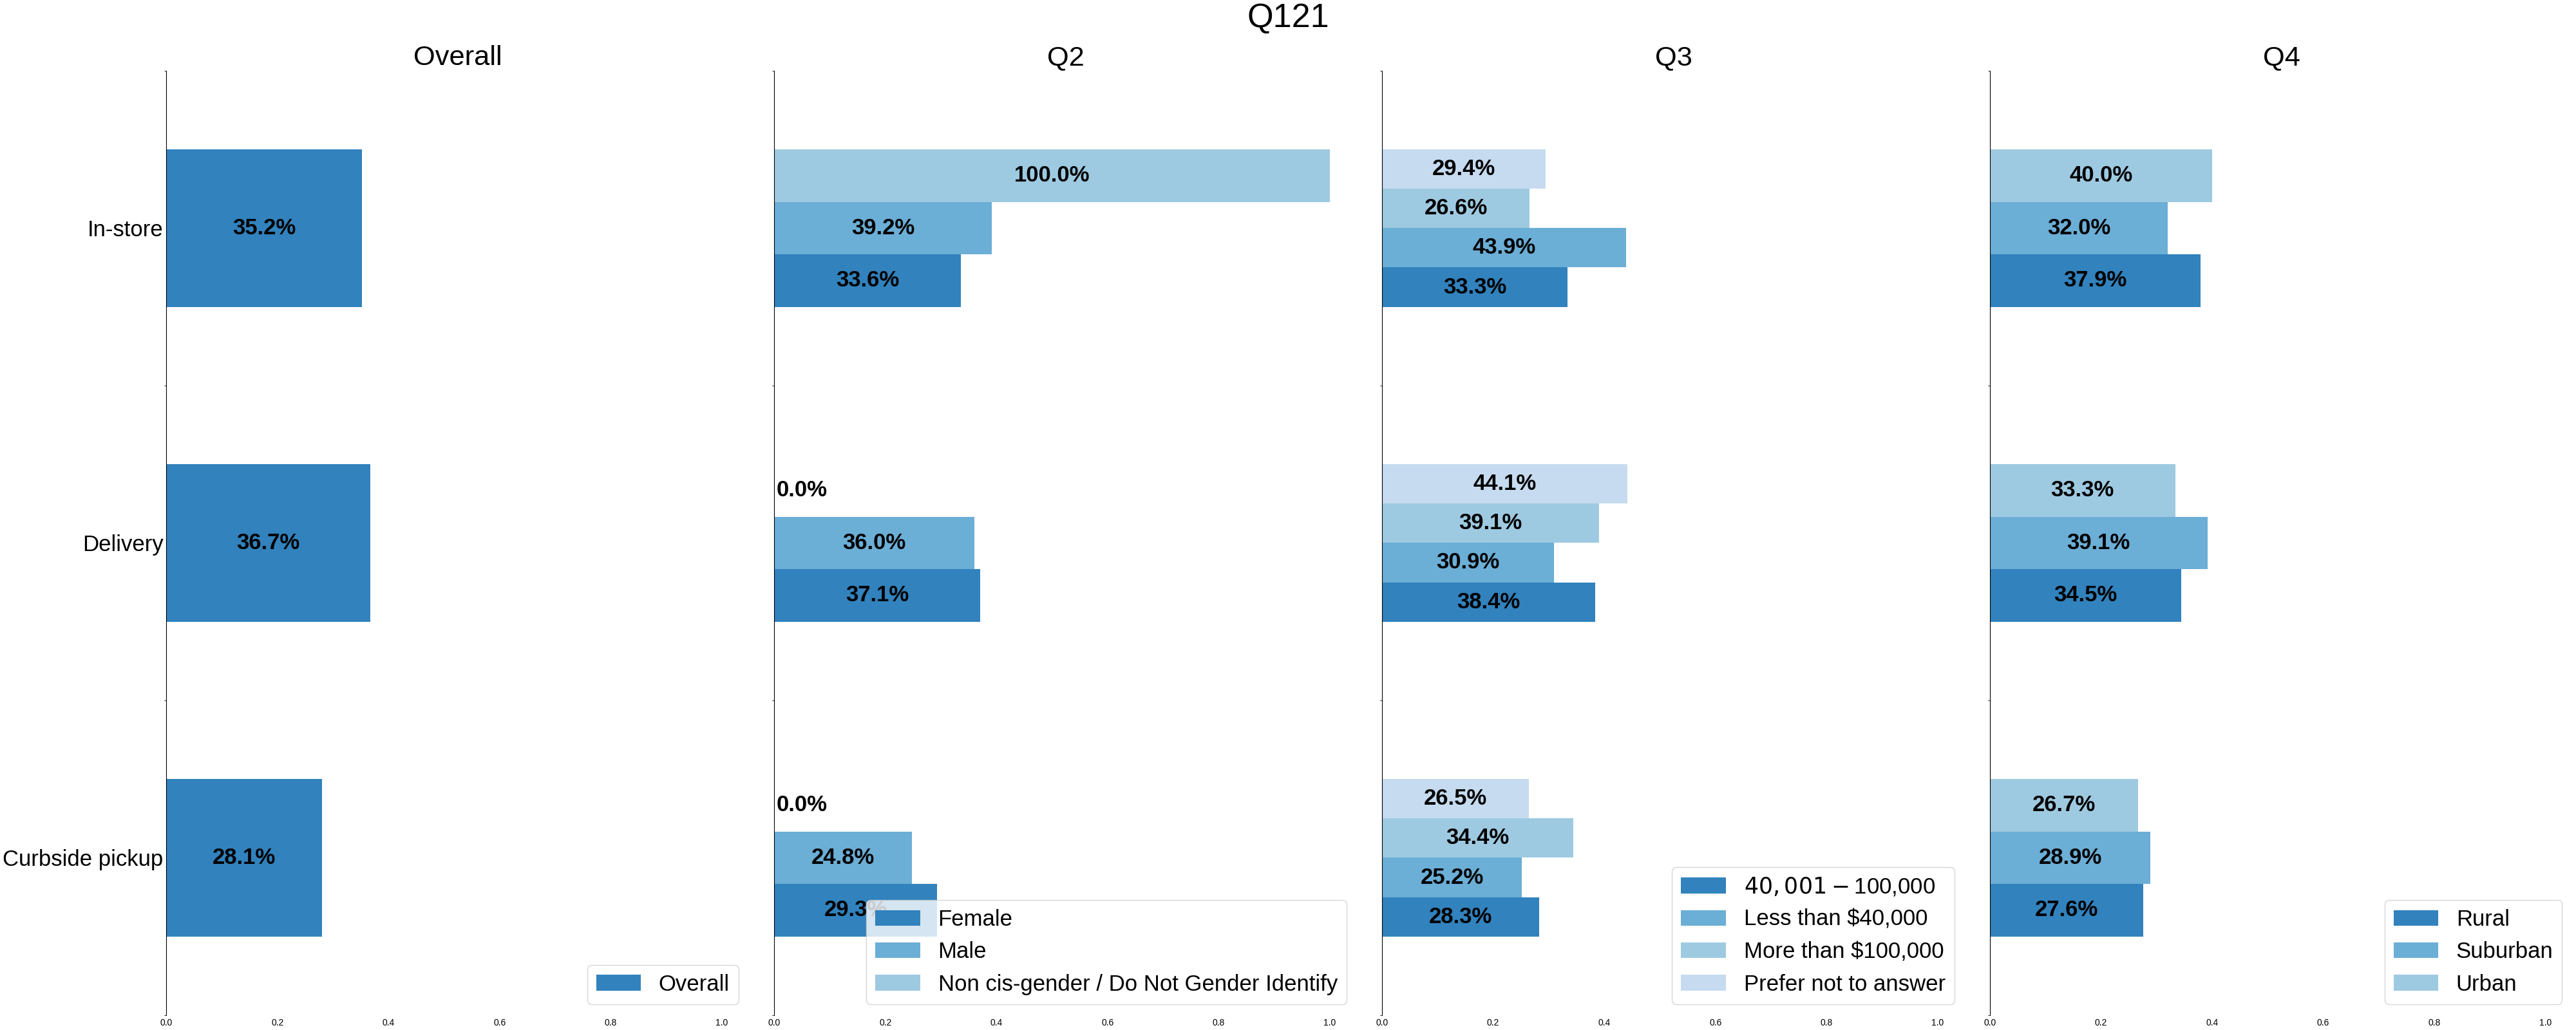 Q121
Overall
In-store
35.2%
Delivery
36.7%
Curbside pickup
28.1%
Overall
0.0 0.2 0.4 0.6 0.8 1.0
Q2
100.0%
39.2%
33.6%
0.0%
36.0%
37.1%
0.0%
24.8%
29.3%
Female
Male
Non cis-gender / Do Not Gender Identify
0.0 0.2 0.4 0.6 0.8 1.0
Q3
29.4%
26.6%
43.9%
33.3%
44.1%
39.1%
30.9%
38.4%
26.5%
34.4%
25.2%
28.3%
40,001 − 100,000
Less than $40,000
More than $100,000
Prefer not to answer
0.0 0.2 0.4 0.6 0.8 1.0
Q4
40.0%
32.0%
37.9%
33.3%
39.1%
34.5%
26.7%
28.9%
27.6%
Rural
Suburban
Urban
0.0 0.2 0.4 0.6 0.8 1.0